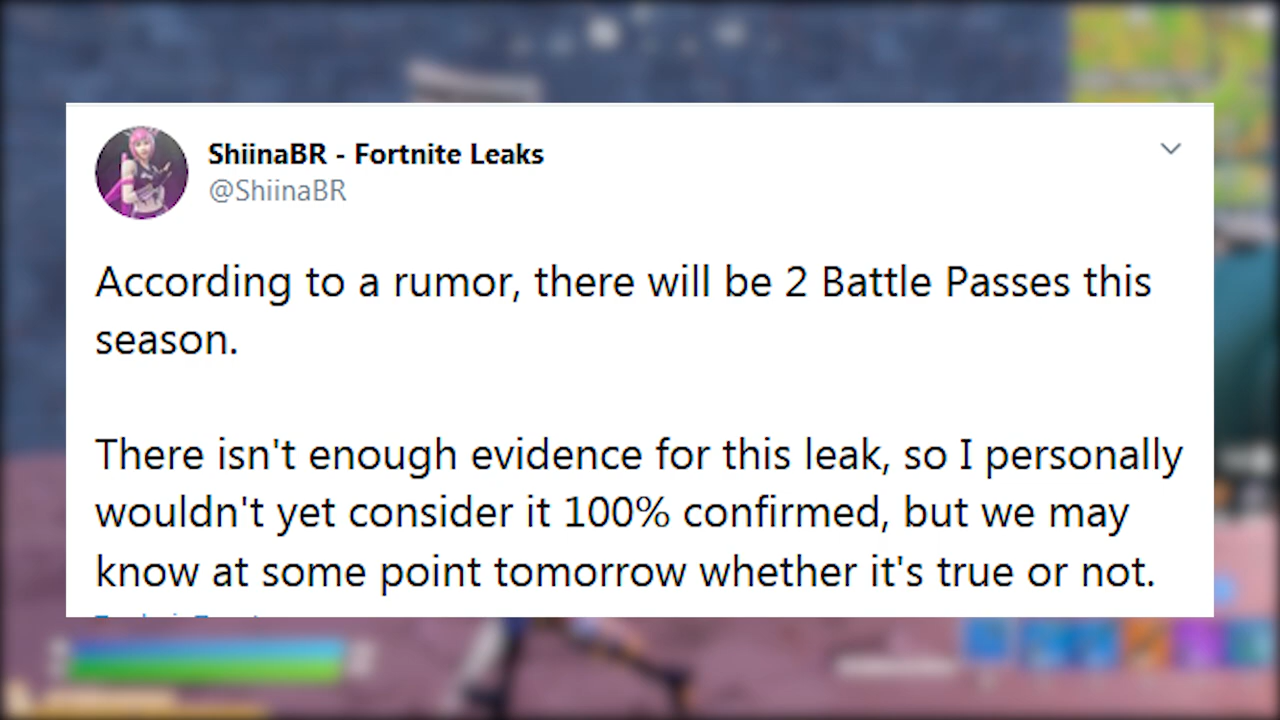 ShiinaBR - Fortnite Leaks
@ShiinaBR
According to a rumor, there will be 2 Battle Passes this
season.
There isn't enough evidence for this leak, so I personally
wouldn't yet consider it 100% confirmed, but we may
know at some point tomorrow whether it's true or not.